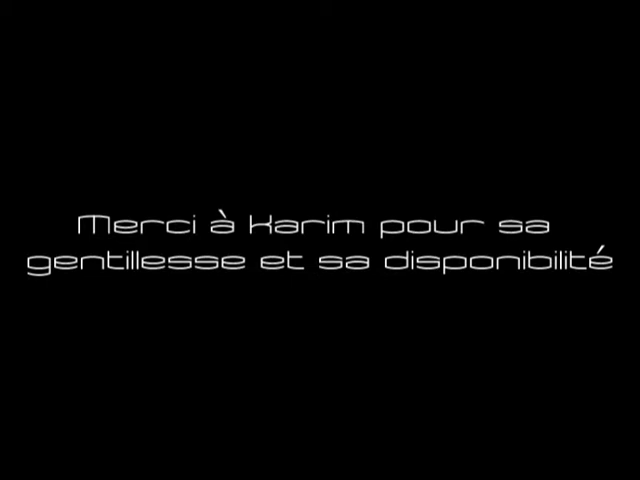 Merci à Karim pour sa
gentillesse et sa disponibilité